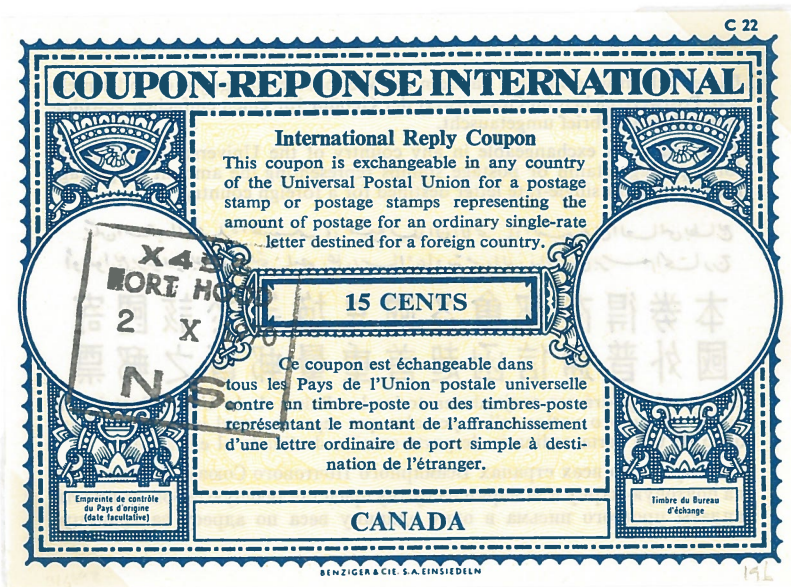 C 22
COUPON-REPONSE INTERNATIONAL
International Reply Coupon
This coupon is exchangeable in any country
of the Universal Postal Union for a postage
stamp or postage stamps representing the
amount of postage for an ordinary single-rate
letter destined for a foreign country.
15 CENTS
Ce coupon est échangeable dans
tous les Pays de l'Union postale universelle
contre un timbre-poste ou des timbres-poste
représentant le montant de l'affranchissement
d'une lettre ordinaire de port simple à desti-
nation de l'étranger.
HOOD
2 X
N.S.
Empreinte de contrôle
du Pays d'origine
(date facultative)
Timbre du Bureau
d'échange
CANADA
BENZIGER & CIE. S.A. EINSIEDELN